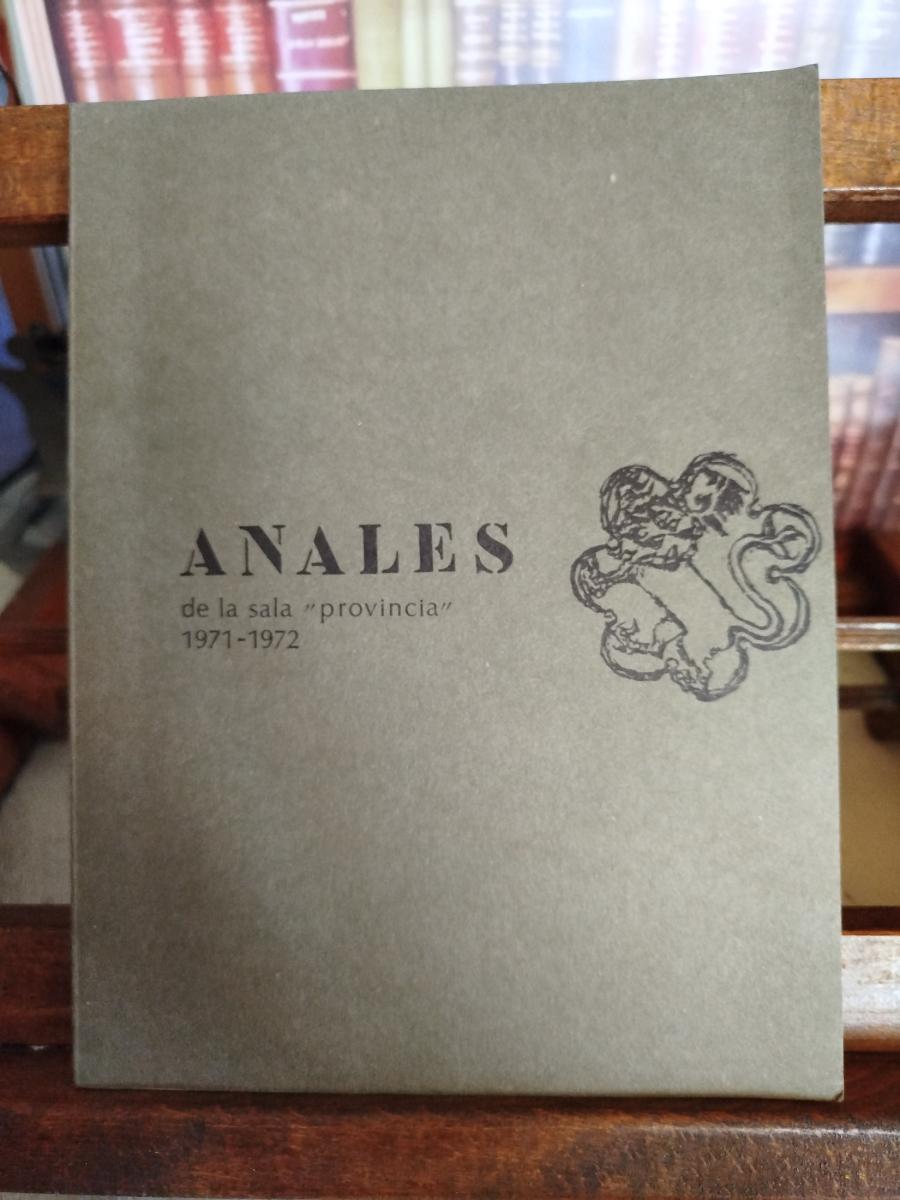 ANALES
de la sala "provincia"
1971-1972